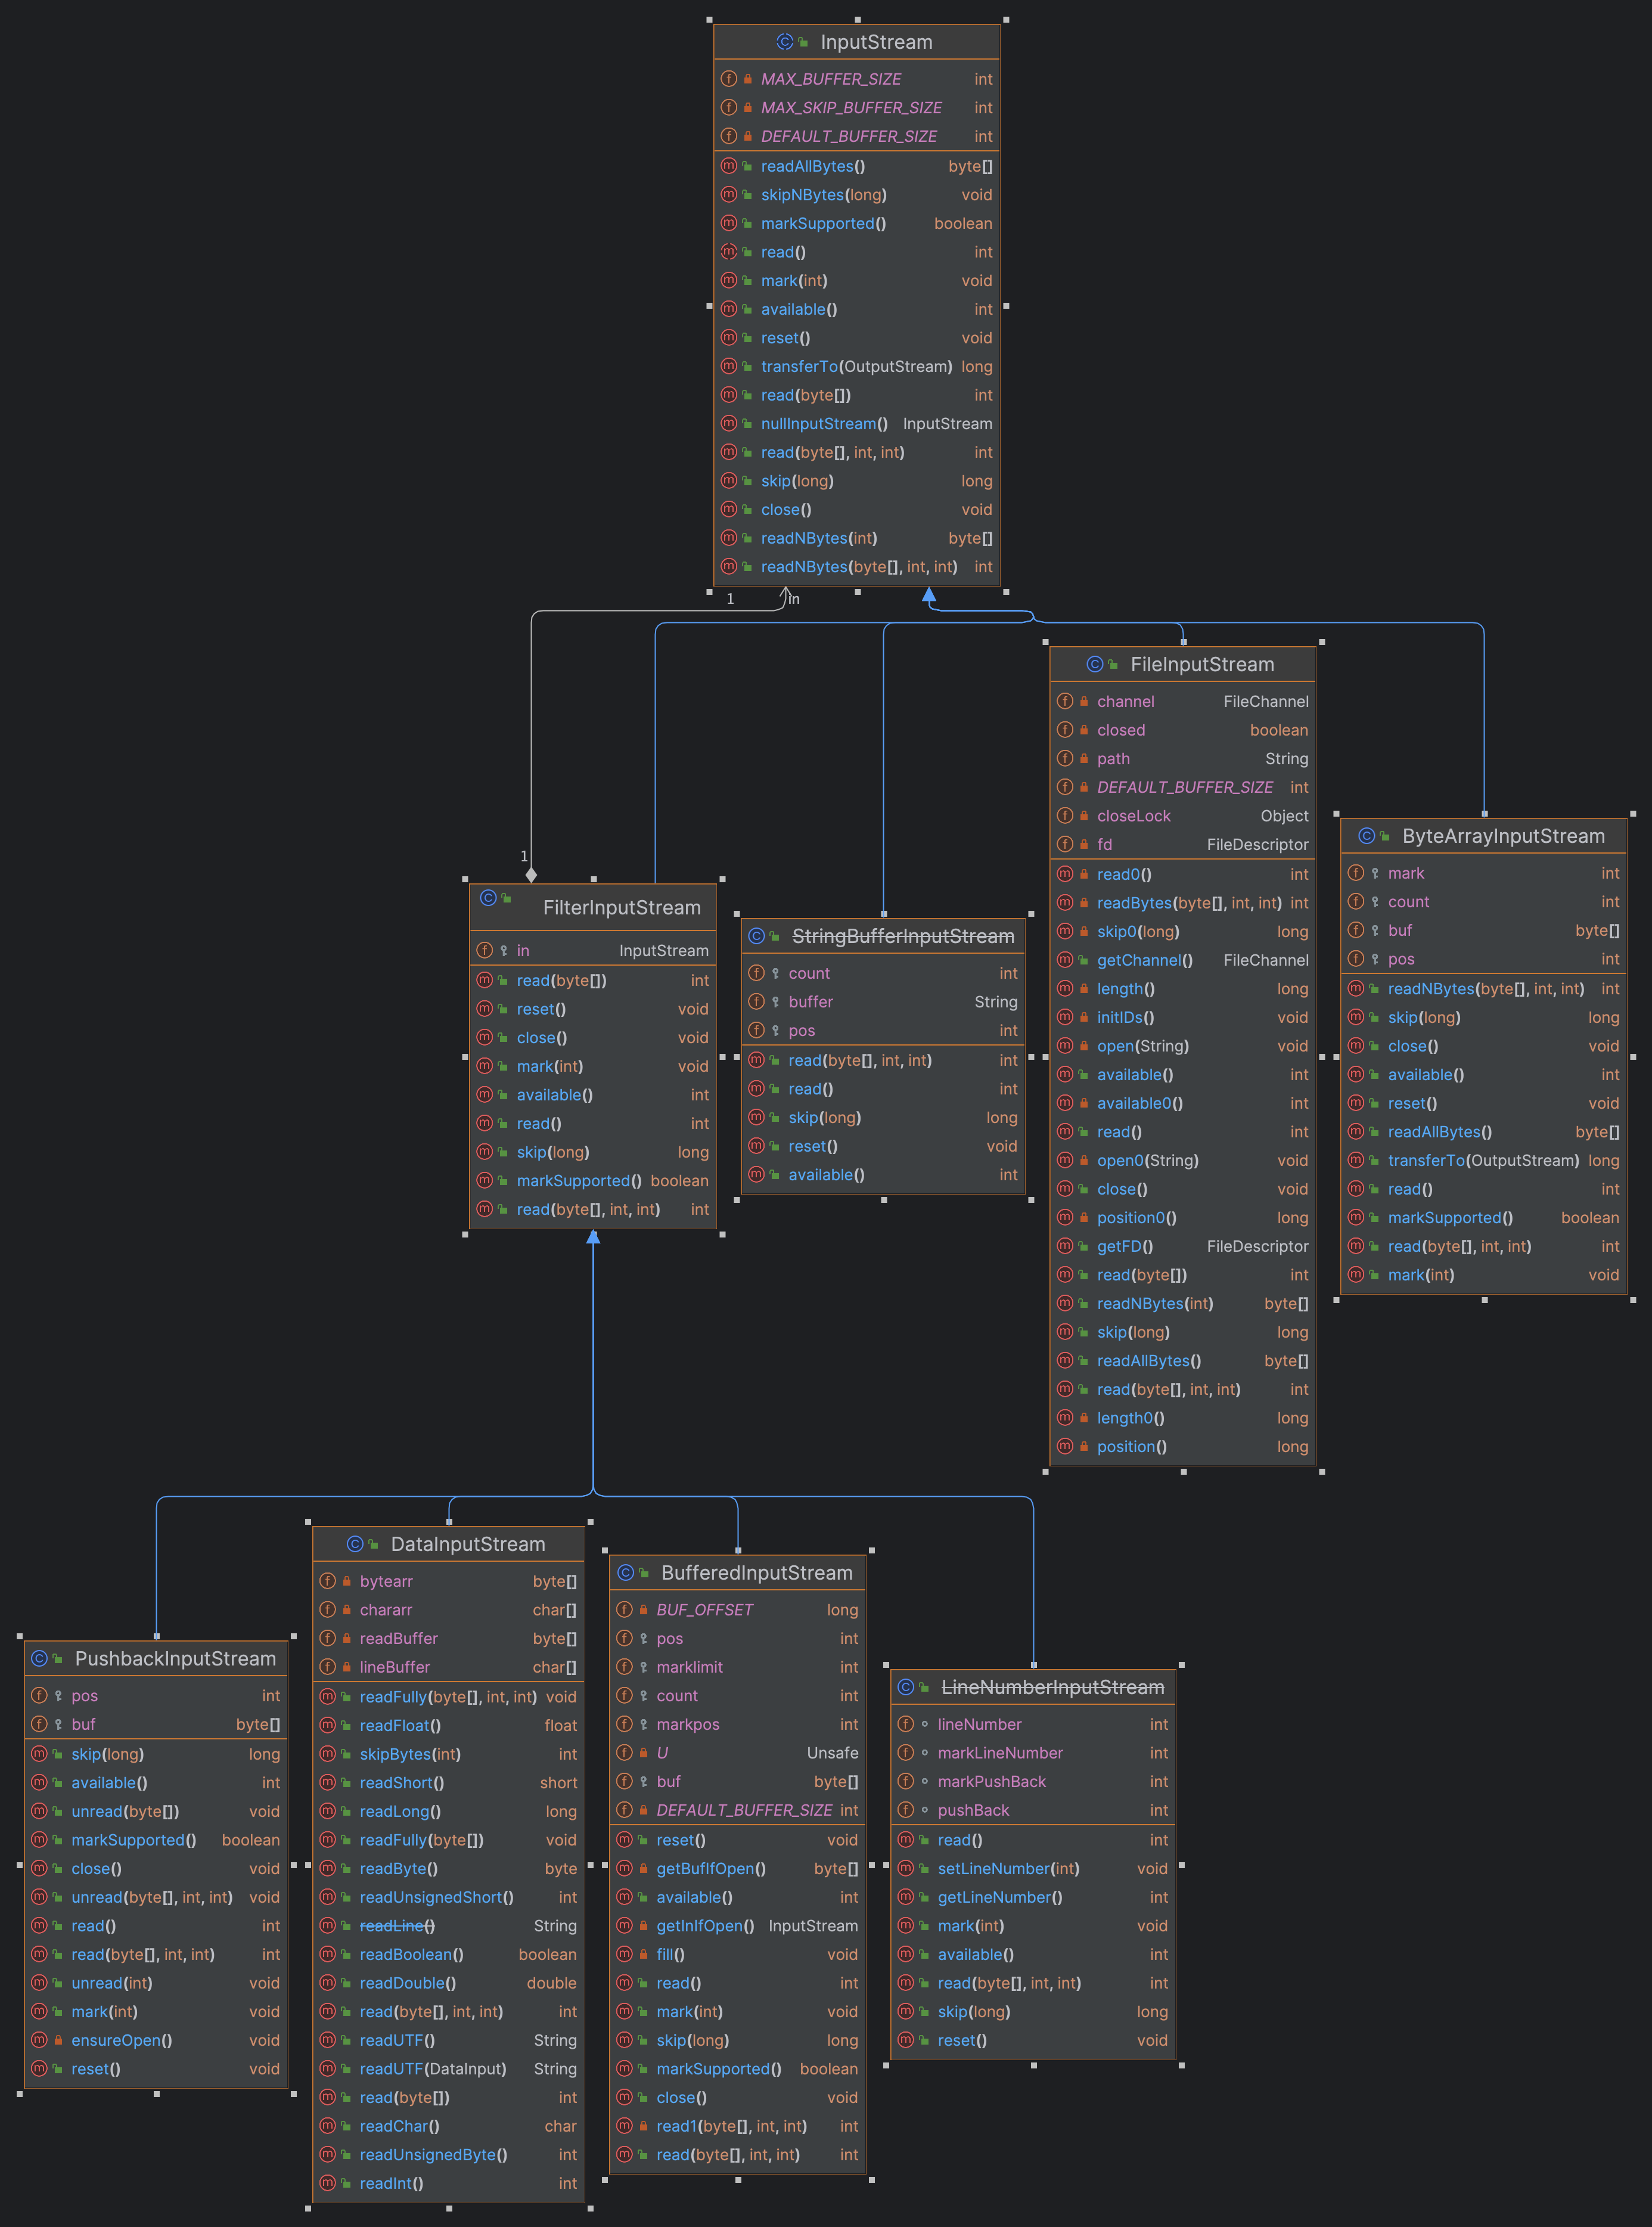 InputStream
MAX_BUFFER_SIZE int
MAX_SKIP_BUFFER_SIZE int
DEFAULT_BUFFER_SIZE int
readAllBytes() byte[]
skipNBytes(long) void
markSupported() boolean
read() int
mark(int) void
available() int
reset() void
transferTo(OutputStream) long
read(byte[]) int
nullInputStream() InputStream
read(byte[], int, int) int
skip(long) long
close() void
readNBytes(int) byte[]
readNBytes(byte[], int, int) int
1 in
1
FilterInputStream
in InputStream
read(byte[]) int
reset() void
close() void
mark(int) void
available() int
read() int
skip(long) long
markSupported() boolean
read(byte[], int, int) int
StringBufferInputStream
count int
buffer String
pos int
read(byte[], int, int) int
read() int
skip(long) long
reset() void
available() int
FileInputStream
channel FileChannel
closed boolean
path String
DEFAULT_BUFFER_SIZE int
closeLock Object
fd FileDescriptor
read0() int
readBytes(byte[], int, int) int
skip0(long) long
getChannel() FileChannel
length() long
initIDs() void
open(String) void
available() int
available0() int
read() int
open0(String) void
close() void
position0() long
getFD() FileDescriptor
read(byte[]) int
readNBytes(int) byte[]
skip(long) long
readAllBytes() byte[]
read(byte[], int, int) int
length0() long
position() long
ByteArrayInputStream
mark int
count int
buf byte[]
pos int
readNBytes(byte[], int, int) int
skip(long) long
close() void
available() int
reset() void
readAllBytes() byte[]
transferTo(OutputStream) long
read() int
markSupported() boolean
read(byte[], int, int) int
mark(int) void
PushbackInputStream
pos int
buf byte[]
skip(long) long
available() int
unread(byte[]) void
markSupported() boolean
close() void
unread(byte[], int, int) void
read() int
read(byte[], int, int) int
unread(int) void
mark(int) void
ensureOpen() void
reset() void
DataInputStream
bytearr byte[]
chararr char[]
readBuffer byte[]
lineBuffer char[]
readFully(byte[], int, int) void
readFloat() float
skipBytes(int) int
readShort() short
readLong() long
readFully(byte[]) void
readByte() byte
readUnsignedShort() int
readLine() String
readBoolean() boolean
readDouble() double
read(byte[], int, int) int
readUTF() String
readUTF(DataInput) String
read(byte[]) int
readChar() char
readUnsignedByte() int
readInt() int
BufferedInputStream
BUF_OFFSET long
pos int
marklimit int
count int
markpos int
U Unsafe
buf byte[]
DEFAULT_BUFFER_SIZE int
reset() void
getBufIfOpen() byte[]
available() int
getInIfOpen() InputStream
fill() void
read() int
mark(int) void
skip(long) long
markSupported() boolean
close() void
read1(byte[], int, int) int
read(byte[], int, int) int
LineNumberInputStream
lineNumber int
markLineNumber int
markPushBack int
pushBack int
read() int
setLineNumber(int) void
getLineNumber() int
mark(int) void
available() int
read(byte[], int, int) int
skip(long) long
reset() void